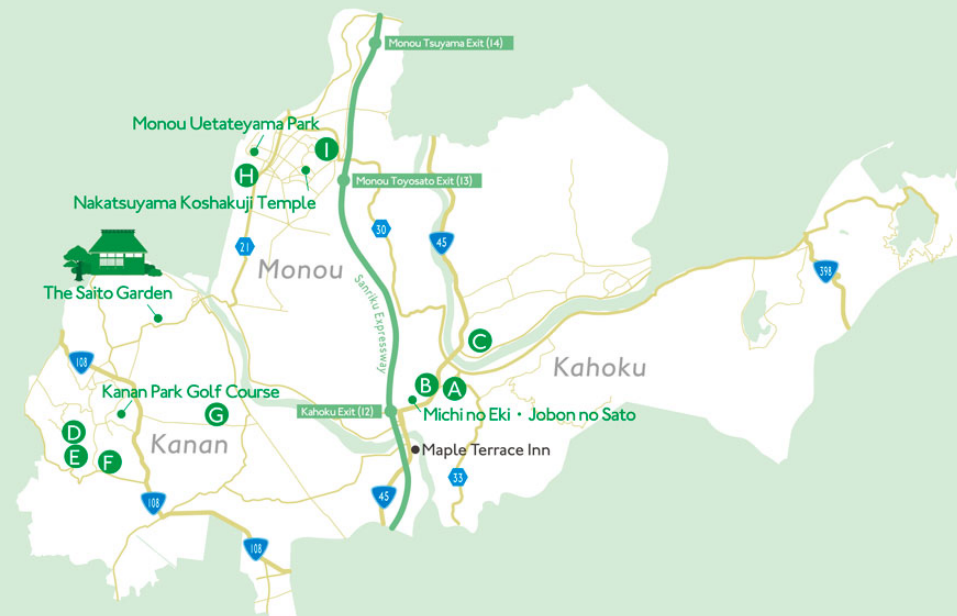 Monou Tsuyama Exit (14)
Monou Uetateyama Park
I
H
Monou Toyosato Exit (13)
Nakatsuyama Koshakuji Temple
30
45
21
Monou
398
Sanriku Expressway
The Saito Garden
C
108
Kahoku
B
A
Kanan Park Golf Course
G
Kahoku Exit (12)
Michi no Eki・Jobon no Sato
D
Kanan
E
F
Maple Terrace Inn
33
45
108
108